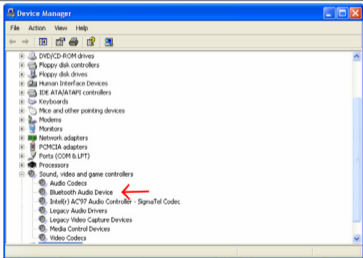 Device Manager
File Action View Help
DVD/CD-ROM drives
Floppy disk controllers
Floppy disk drives
Human Interface Devices
IDE ATA/ATAPI controllers
Keyboards
Mice and other pointing devices
Modems
Monitors
Network adapters
PCMCIA adapters
Ports (COM & LPT)
Processors
Sound, video and game controllers
Audio Codecs
Bluetooth Audio Device
Intel(r) AC'97 Audio Controller - SigmaTel Codec
Legacy Audio Drivers
Legacy Video Capture Devices
Media Control Devices
Video Codecs